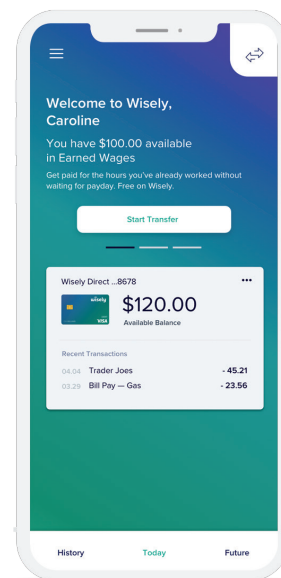 Welcome to Wisely,
Caroline
You have $100.00 available
in Earned Wages
Get paid for the hours you've already worked without
waiting for payday. Free on Wisely.
Start Transfer
Wisely Direct ...8678
wisely
VISA
$120.00
Available Balance
Recent Transactions
04.04 Trader Joes - 45.21
03.29 Bill Pay — Gas - 23.56
History Today Future